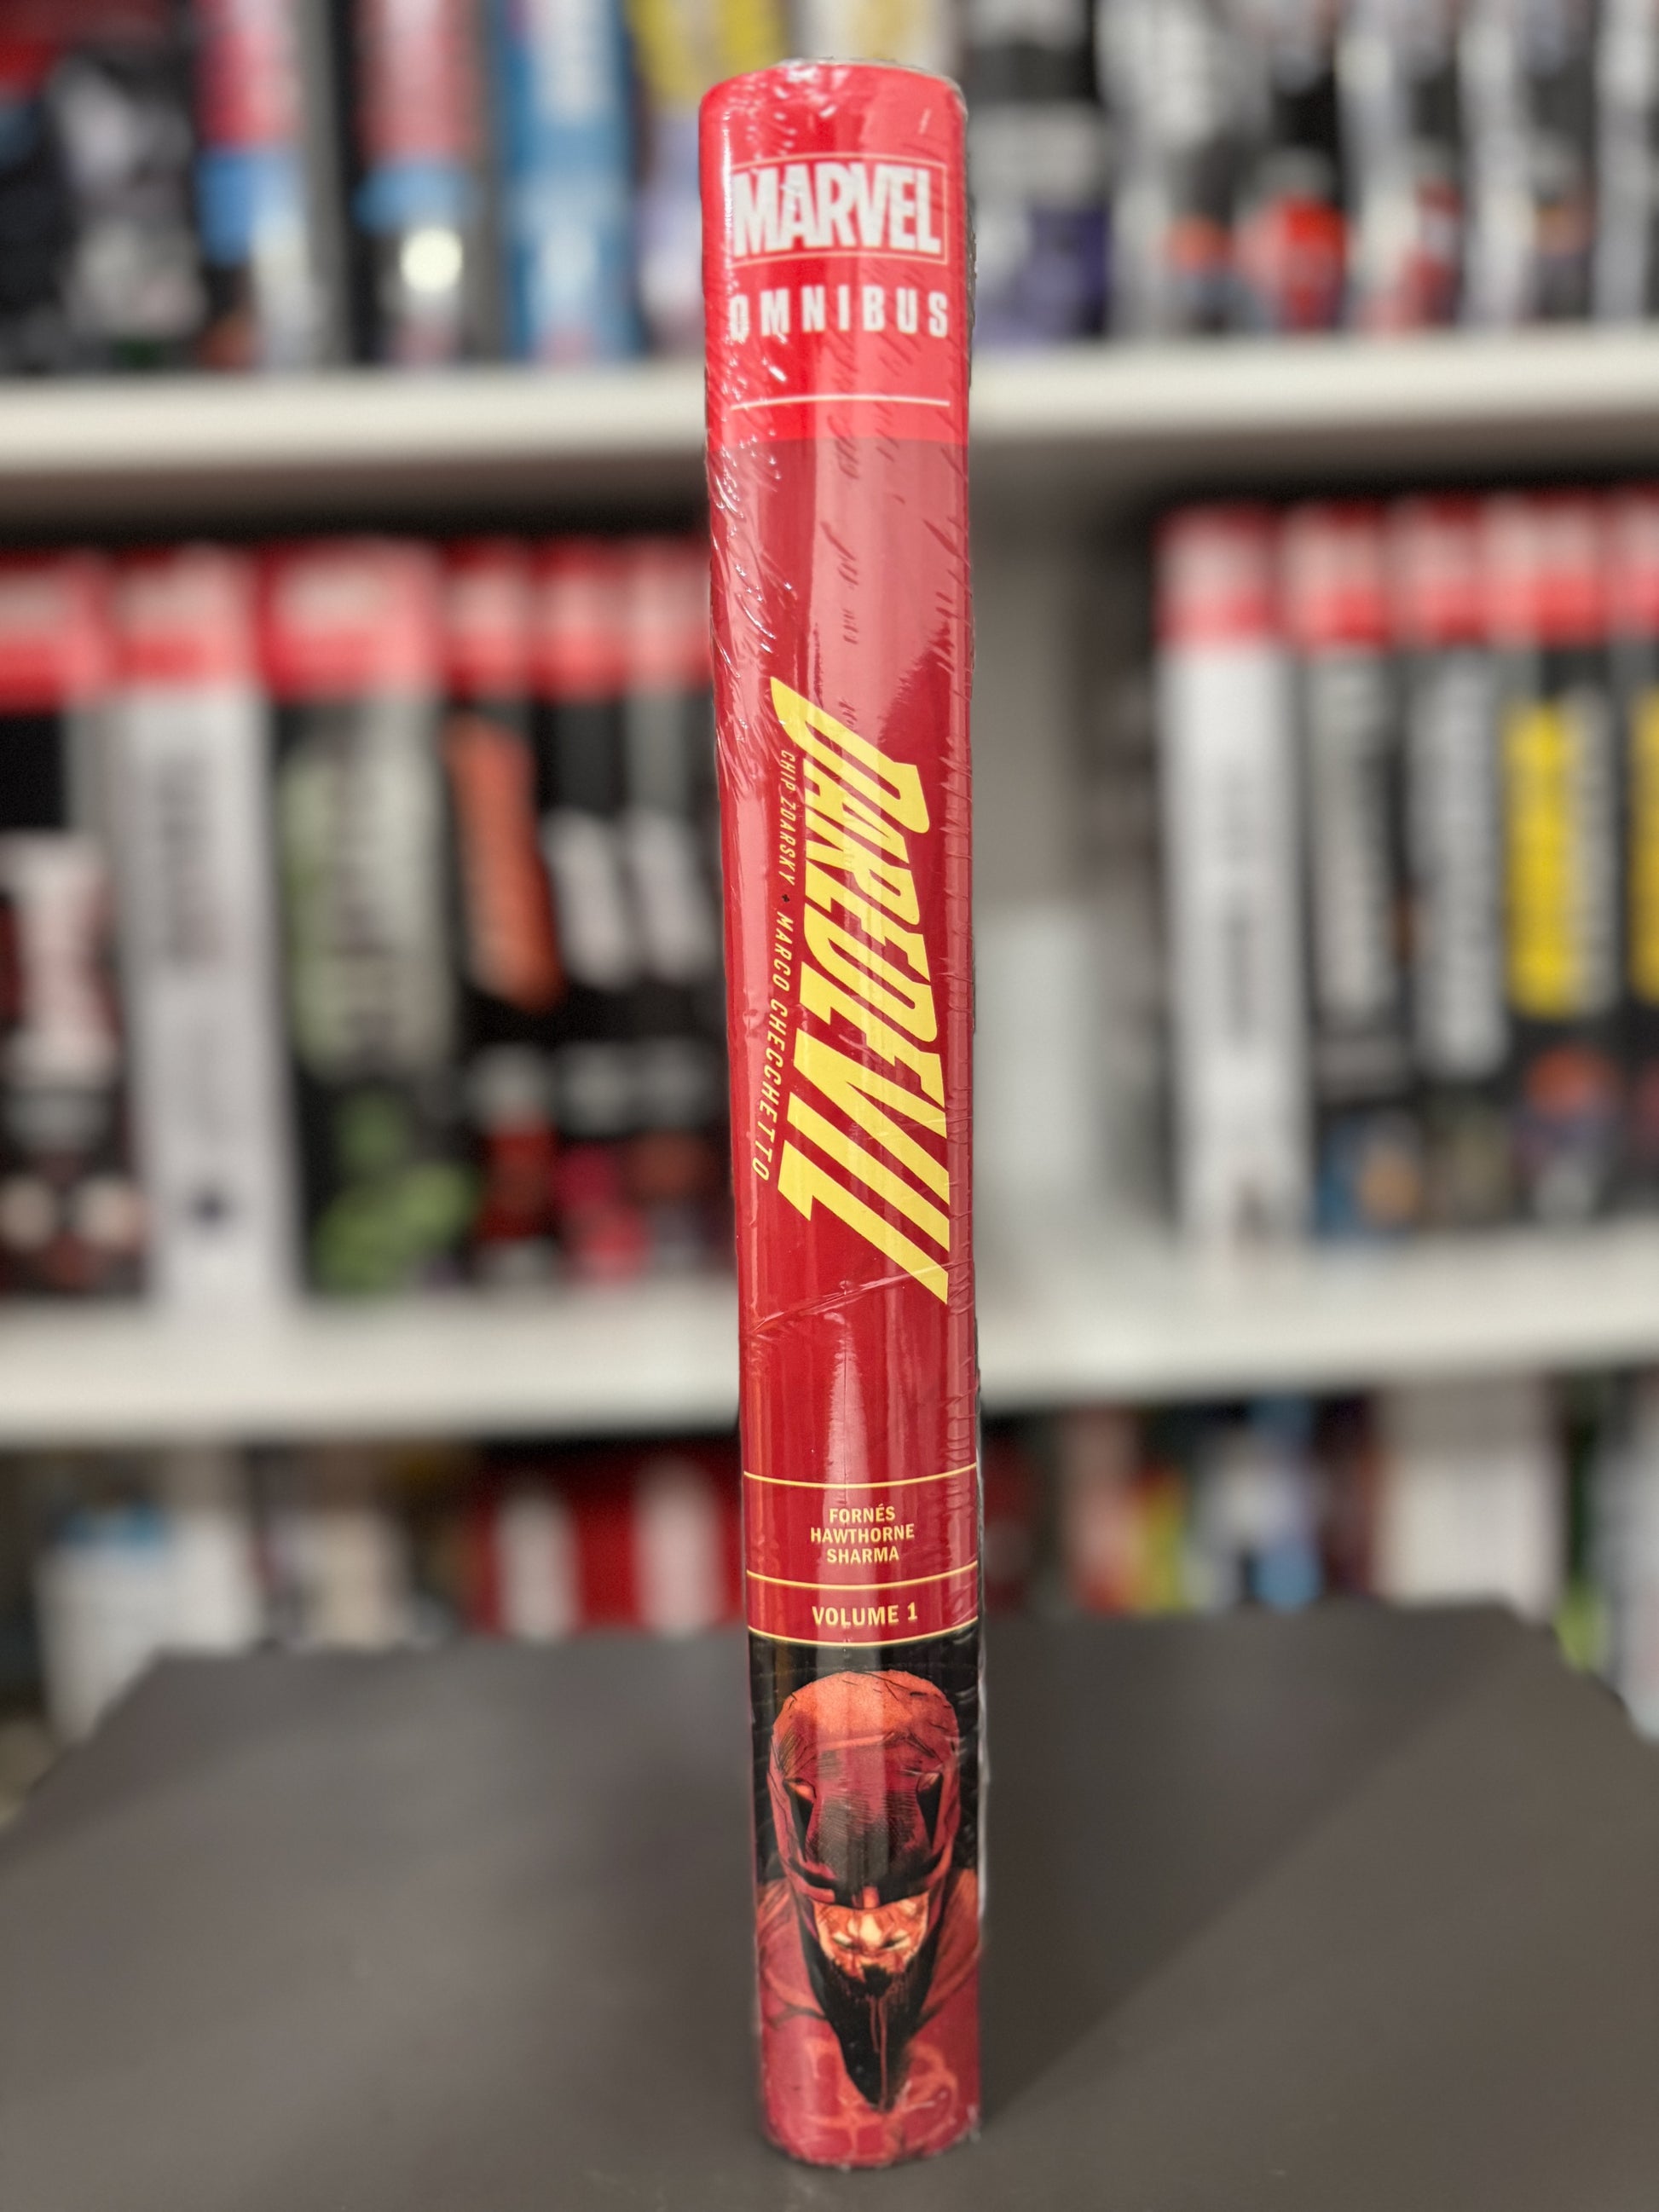 MARVEL
OMNIBUS
DAREDEVIL
CHIP ZDARSKY ♦ MARCO CHECCHETTO
FORNÉS
HAWTHORNE
SHARMA
VOLUME 1